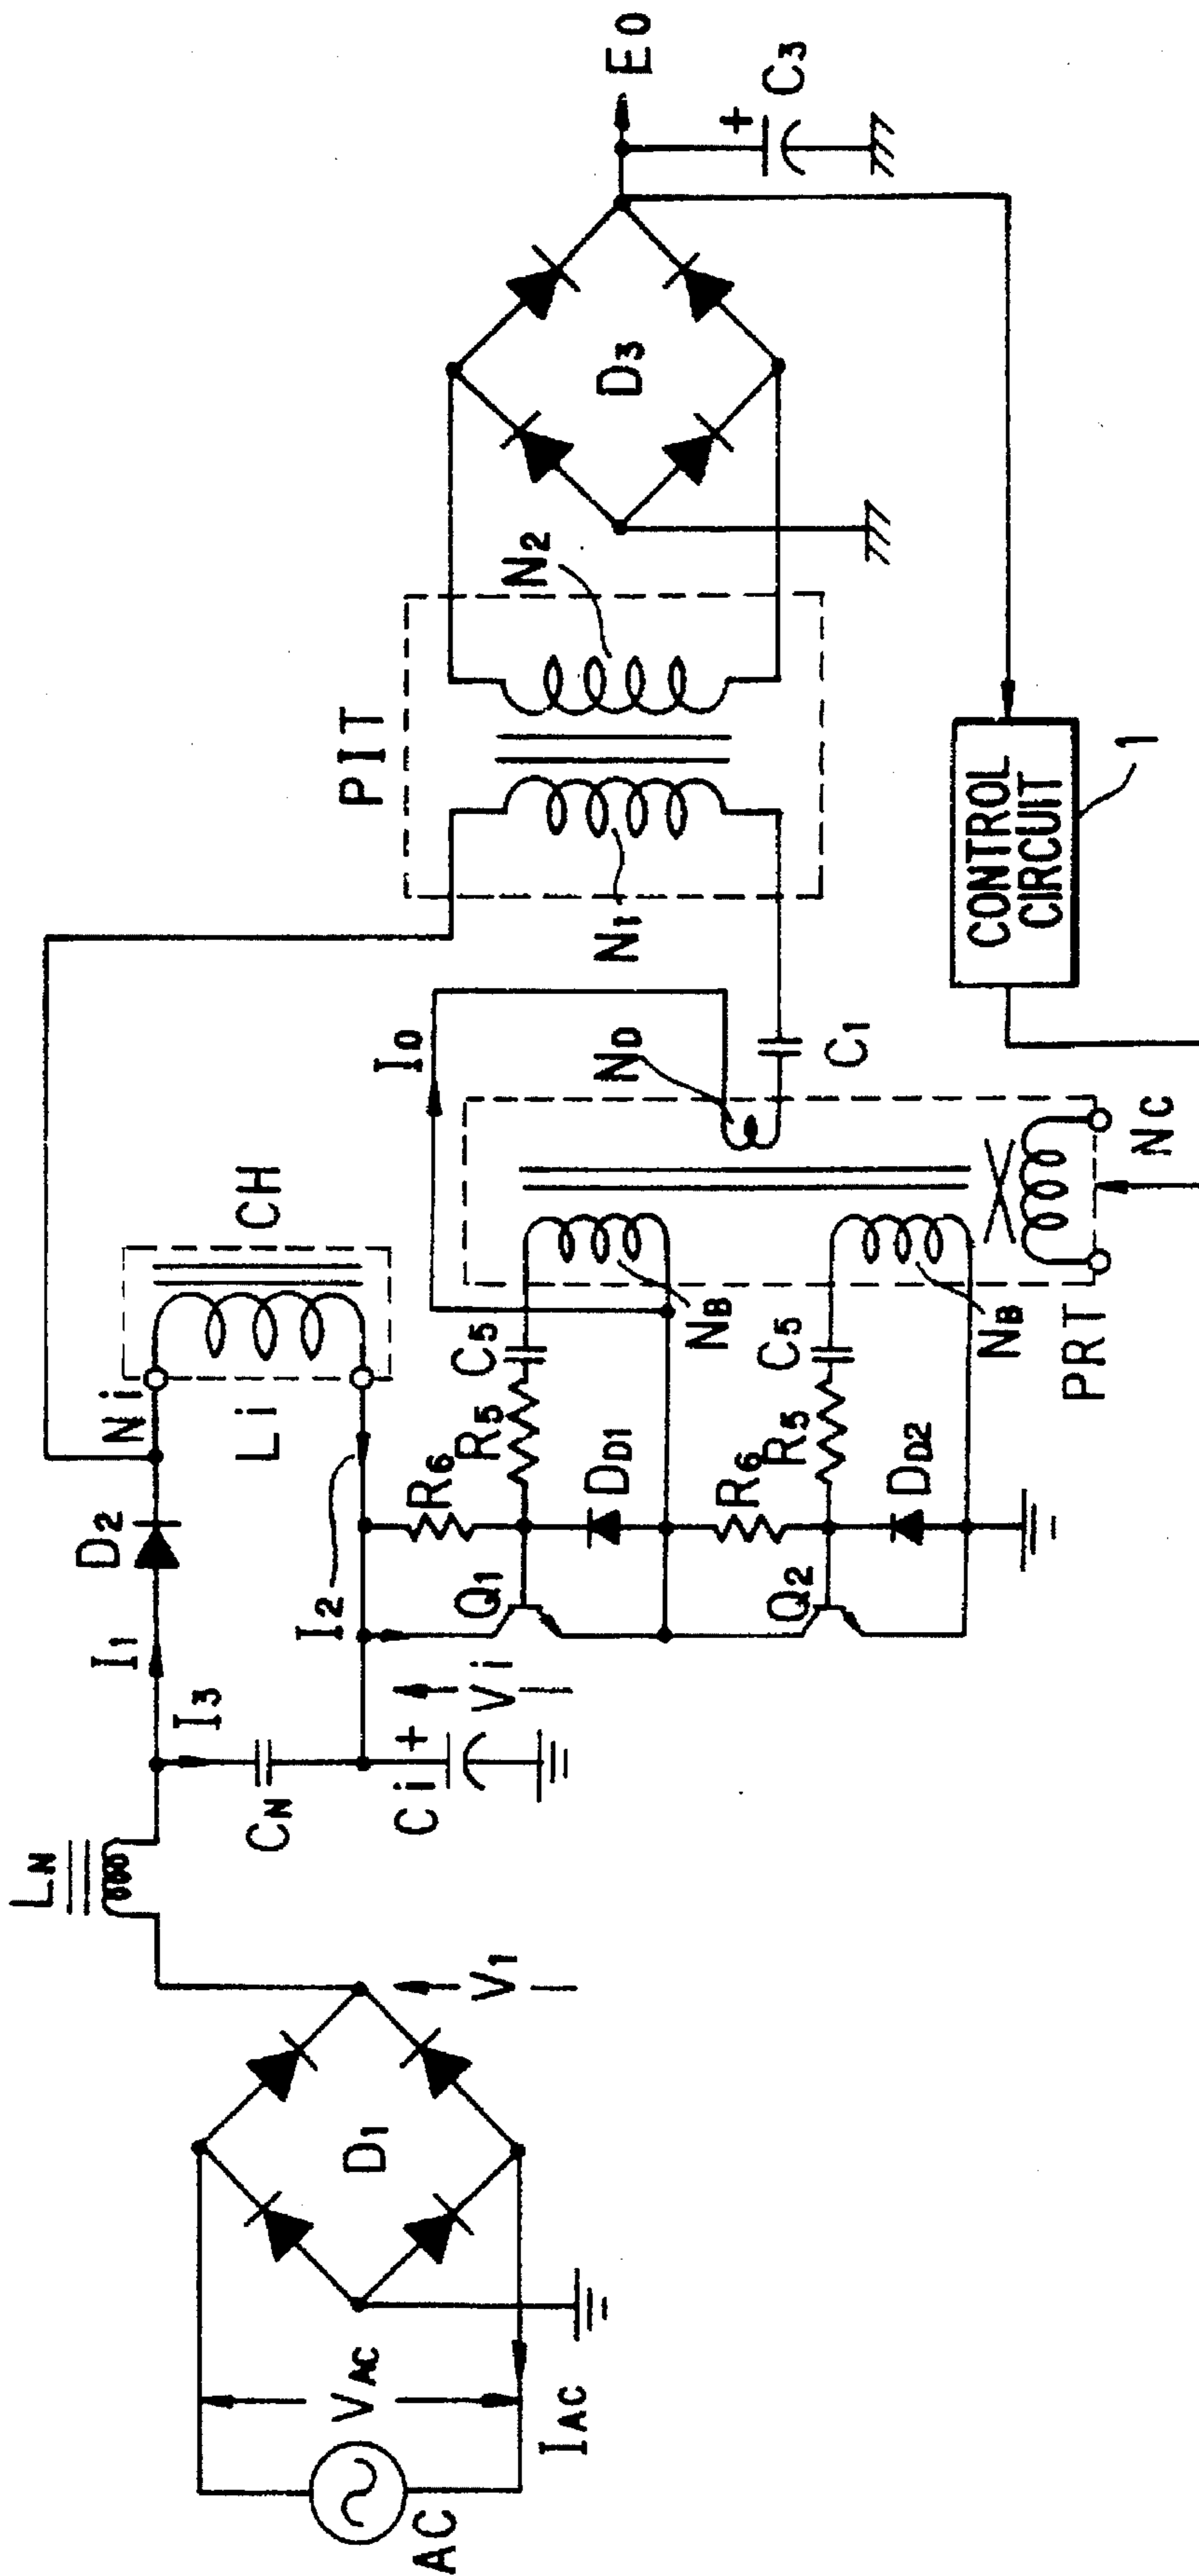 AC
VAC
IAC
D1
V1
LN
CN
I3
I1
D2
Ni
Li
CH
I2
Ci
+
Vi
Q1
R6
R5
C5
DD1
NB
Q2
R6
R5
C5
DD2
NB
PRT
NC
ID
ND
C1
N1
PIT
N2
D3
EO
+
C3
CONTROL
CIRCUIT
1